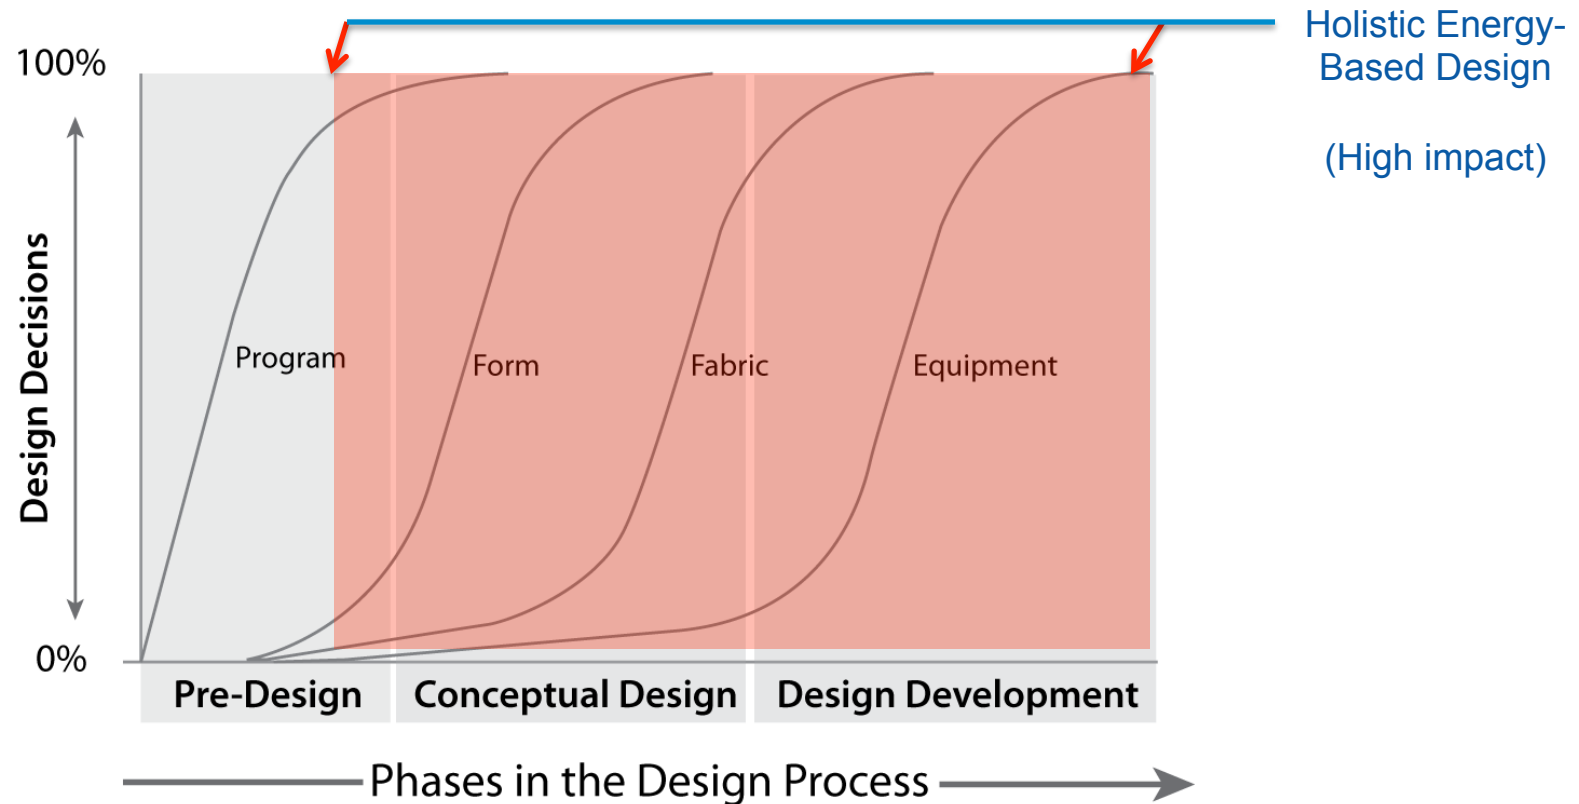 Holistic Energy-
Based Design
(High impact)
100%
Design Decisions
Program
Form
Fabric
Equipment
0%
Pre-Design
Conceptual Design
Design Development
Phases in the Design Process